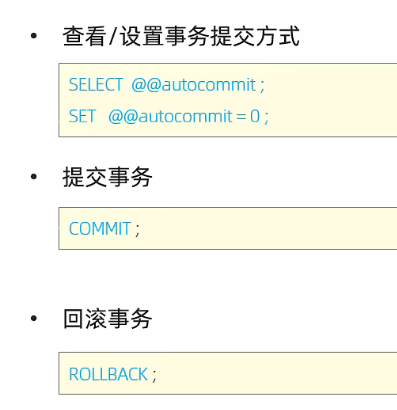 • 查看/设置事务提交方式
SELECT @@autocommit ;
SET @@autocommit = 0 ;
• 提交事务
COMMIT ;
• 回滚事务
ROLLBACK ;